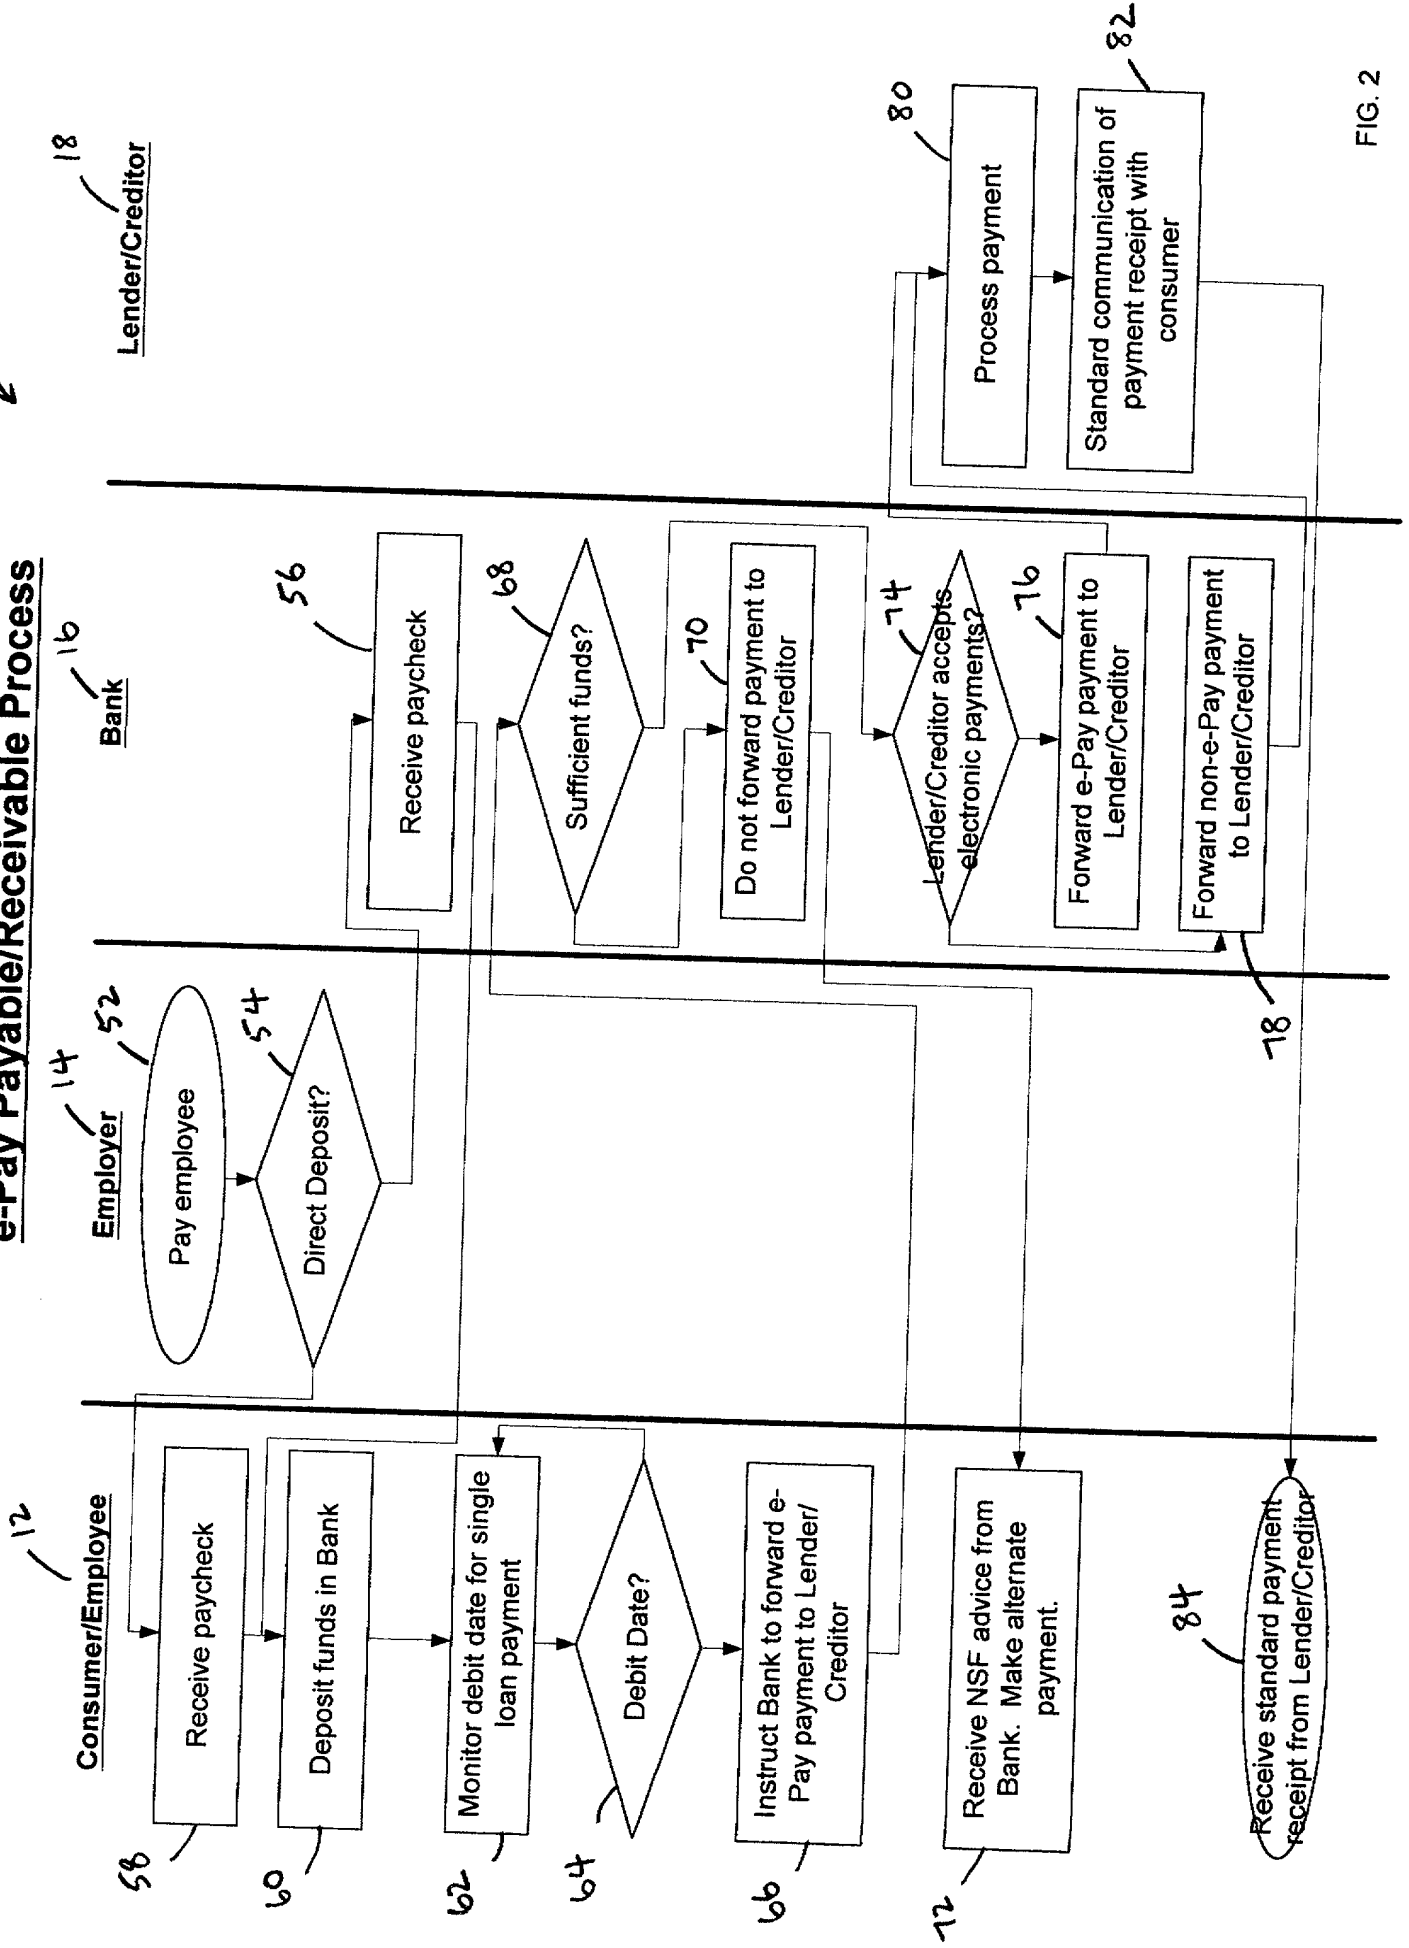 e-Pay Payable/Receivable Process
12
Consumer/Employee
14
Employer
16
Bank
18
Lender/Creditor
52
Pay employee
54
Direct Deposit?
56
Receive paycheck
58
Receive paycheck
60
Deposit funds in Bank
62
Monitor debit date for single
loan payment
64
Debit Date?
66
Instruct Bank to forward e-
Pay payment to Lender/
Creditor
68
Sufficient funds?
70
Do not forward payment to
Lender/Creditor
72
Receive NSF advice from
Bank. Make alternate
payment.
74
Lender/Creditor accepts
electronic payments?
76
Forward e-Pay payment to
Lender/Creditor
78
Forward non-e-Pay payment
to Lender/Creditor
80
Process payment
82
Standard communication of
payment receipt with
consumer
84
Receive standard payment
receipt from Lender/Creditor
FIG. 2